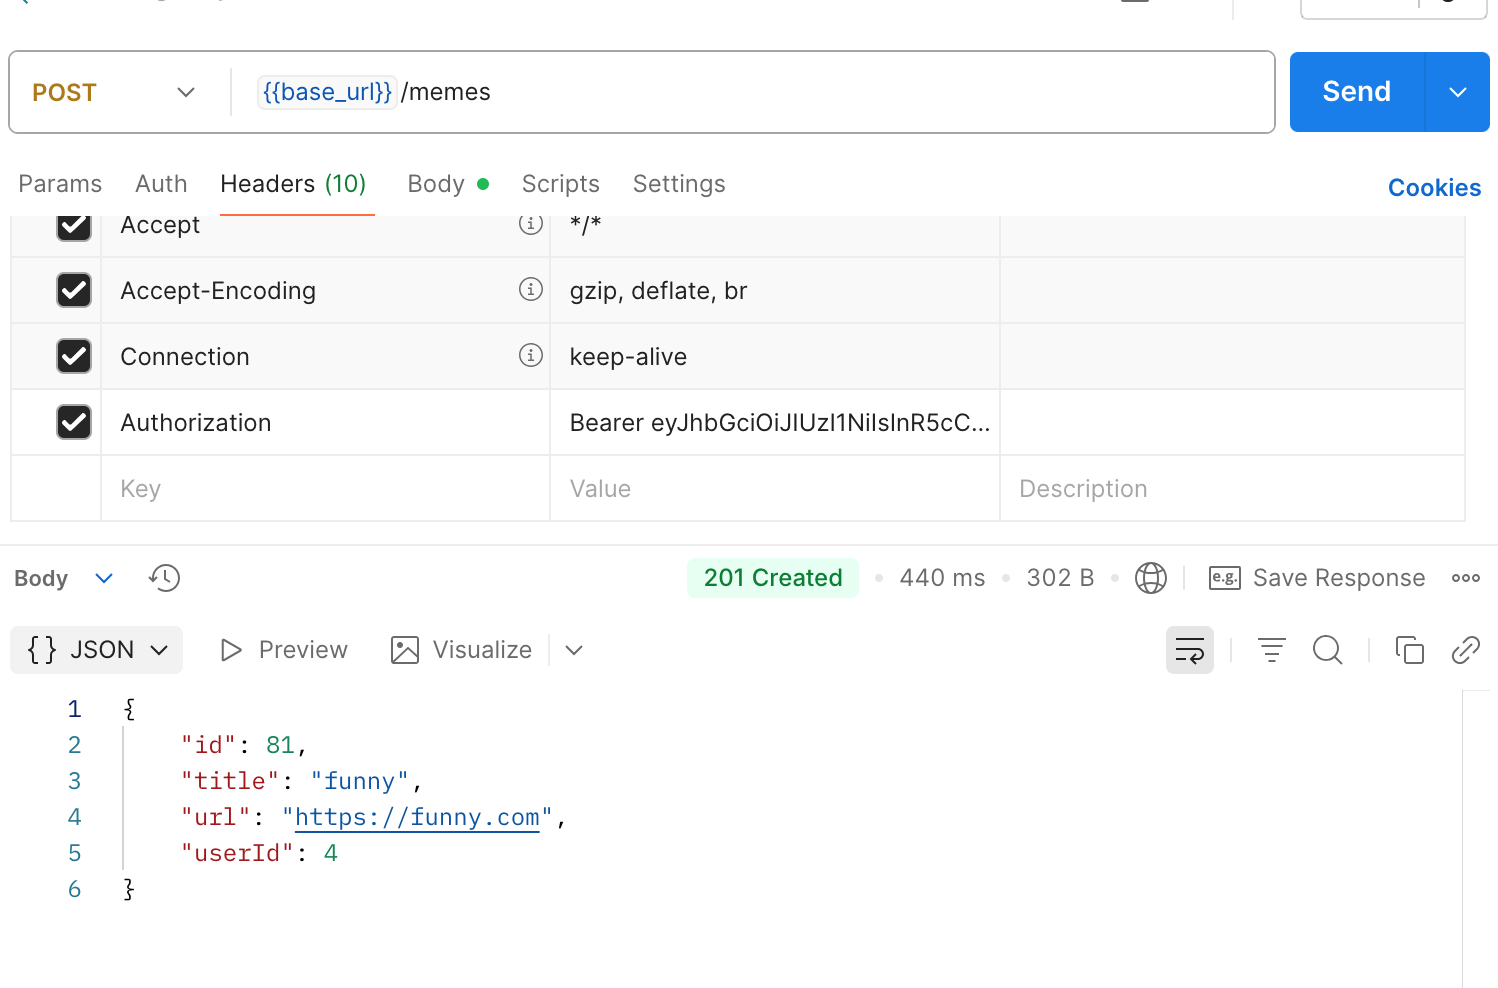 POST {{base_url}} /memes Send
Params Auth Headers (10) Body Scripts Settings Cookies
Accept */*
Accept-Encoding gzip, deflate, br
Connection keep-alive
Authorization Bearer eyJhbGciOiJIUzI1NiIsInR5cC...
Key Value Description
Body 201 Created 440 ms 302 B e.g. Save Response
{} JSON Preview Visualize
1 {
2 "id": 81,
3 "title": "funny",
4 "url": "https://funny.com",
5 "userId": 4
6 }